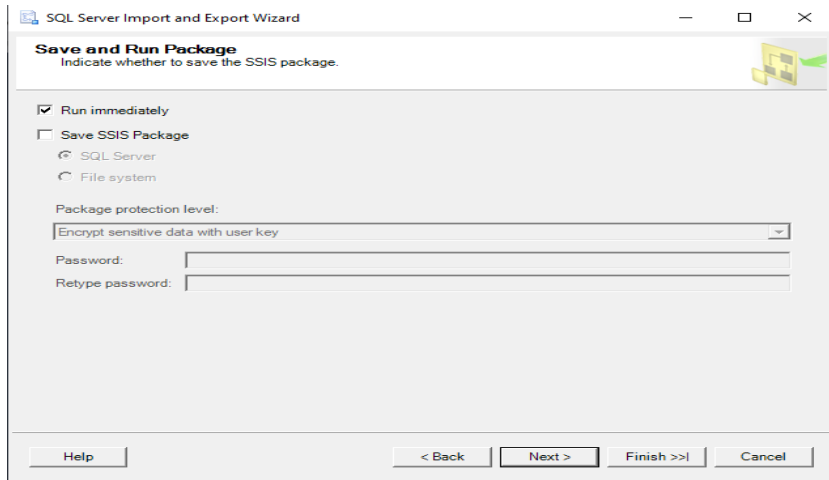 SQL Server Import and Export Wizard
Save and Run Package
Indicate whether to save the SSIS package.
Run immediately
Save SSIS Package
SQL Server
File system
Package protection level:
Encrypt sensitive data with user key
Password:
Retype password:
Help
< Back
Next >
Finish >>|
Cancel